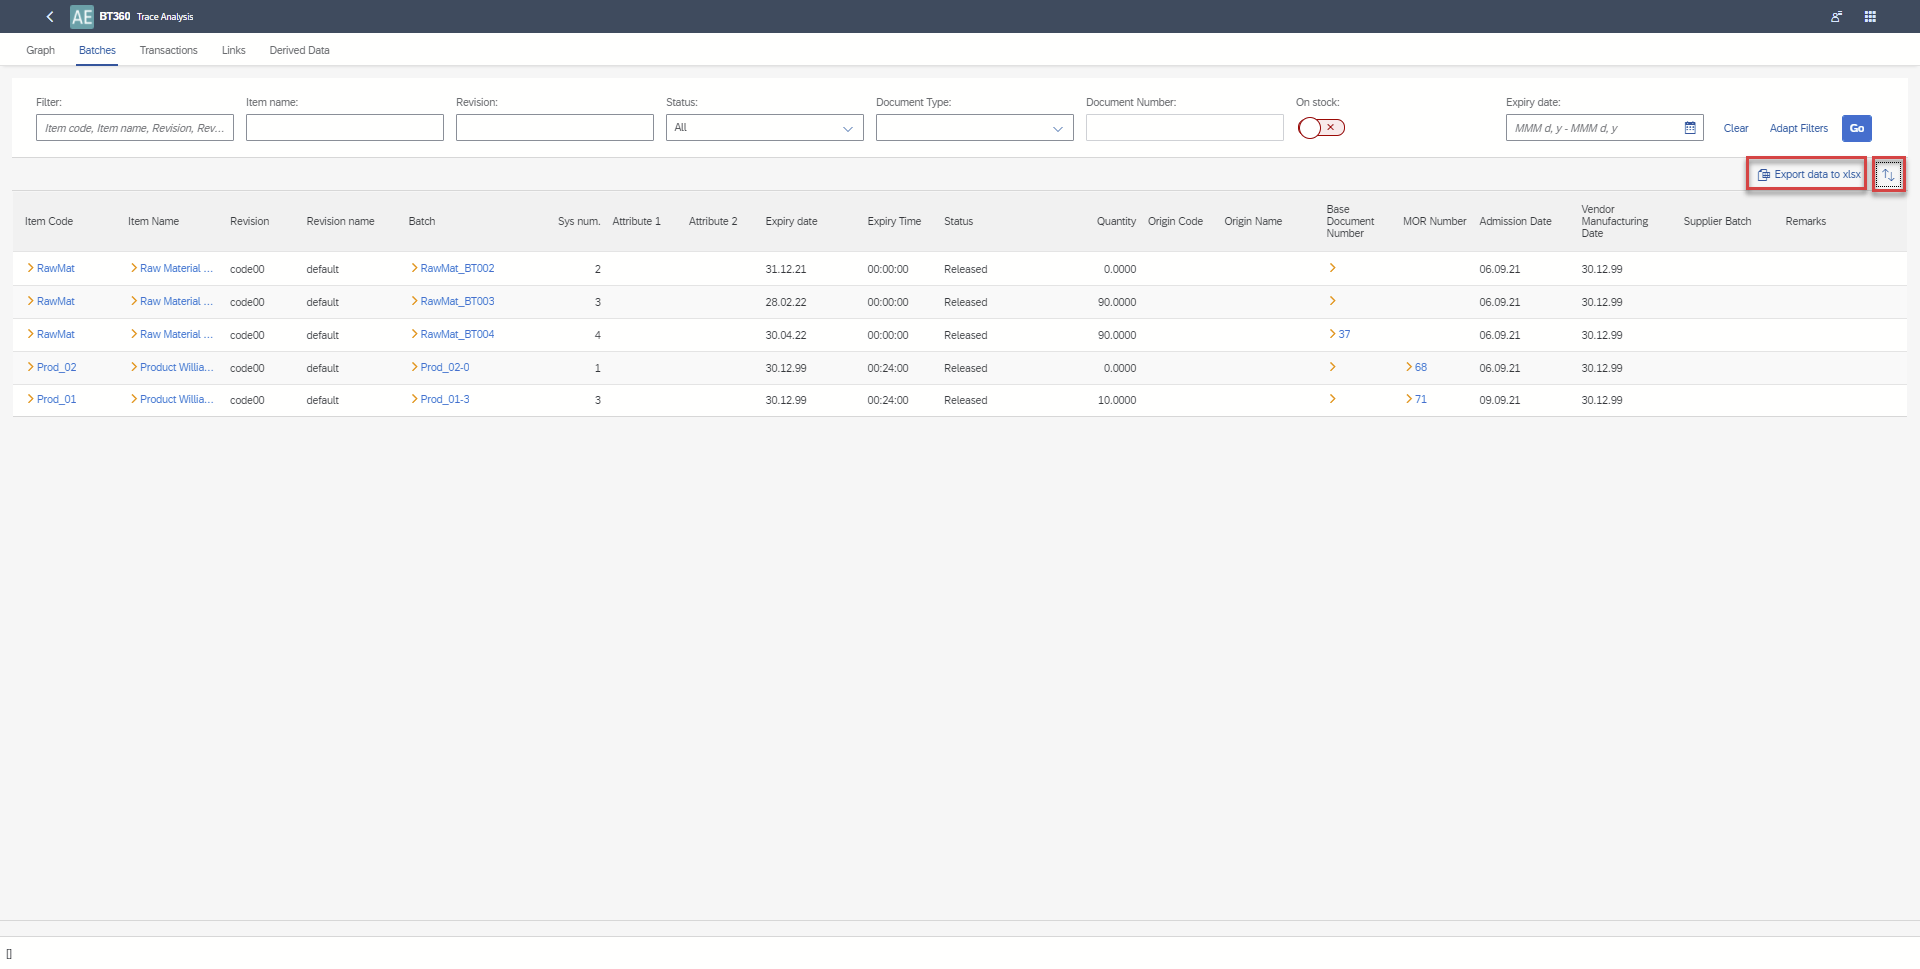 AE BT360 Trace Analysis
Graph Batches Transactions Links Derived Data
Filter: Item name: Revision: Status: Document Type: Document Number: On stock: Expiry date:
Item code, Item name, Revision, Rev... All MMM d, y - MMM d, y Clear Adapt Filters Go
Export data to xlsx
Item Code Item Name Revision Revision name Batch Sys num. Attribute 1 Attribute 2 Expiry date Expiry Time Status Quantity Origin Code Origin Name Base Document Number MOR Number Admission Date Vendor Manufacturing Date Supplier Batch Remarks
RawMat Raw Material ... code00 default RawMat_BT002 2 31.12.21 00:00:00 Released 0.0000 06.09.21 30.12.99
RawMat Raw Material ... code00 default RawMat_BT003 3 28.02.22 00:00:00 Released 90.0000 06.09.21 30.12.99
RawMat Raw Material ... code00 default RawMat_BT004 4 30.04.22 00:00:00 Released 90.0000 37 06.09.21 30.12.99
Prod_02 Product Willia... code00 default Prod_02-0 1 30.12.99 00:24:00 Released 0.0000 68 06.09.21 30.12.99
Prod_01 Product Willia... code00 default Prod_01-3 3 30.12.99 00:24:00 Released 10.0000 71 09.09.21 30.12.99
[]